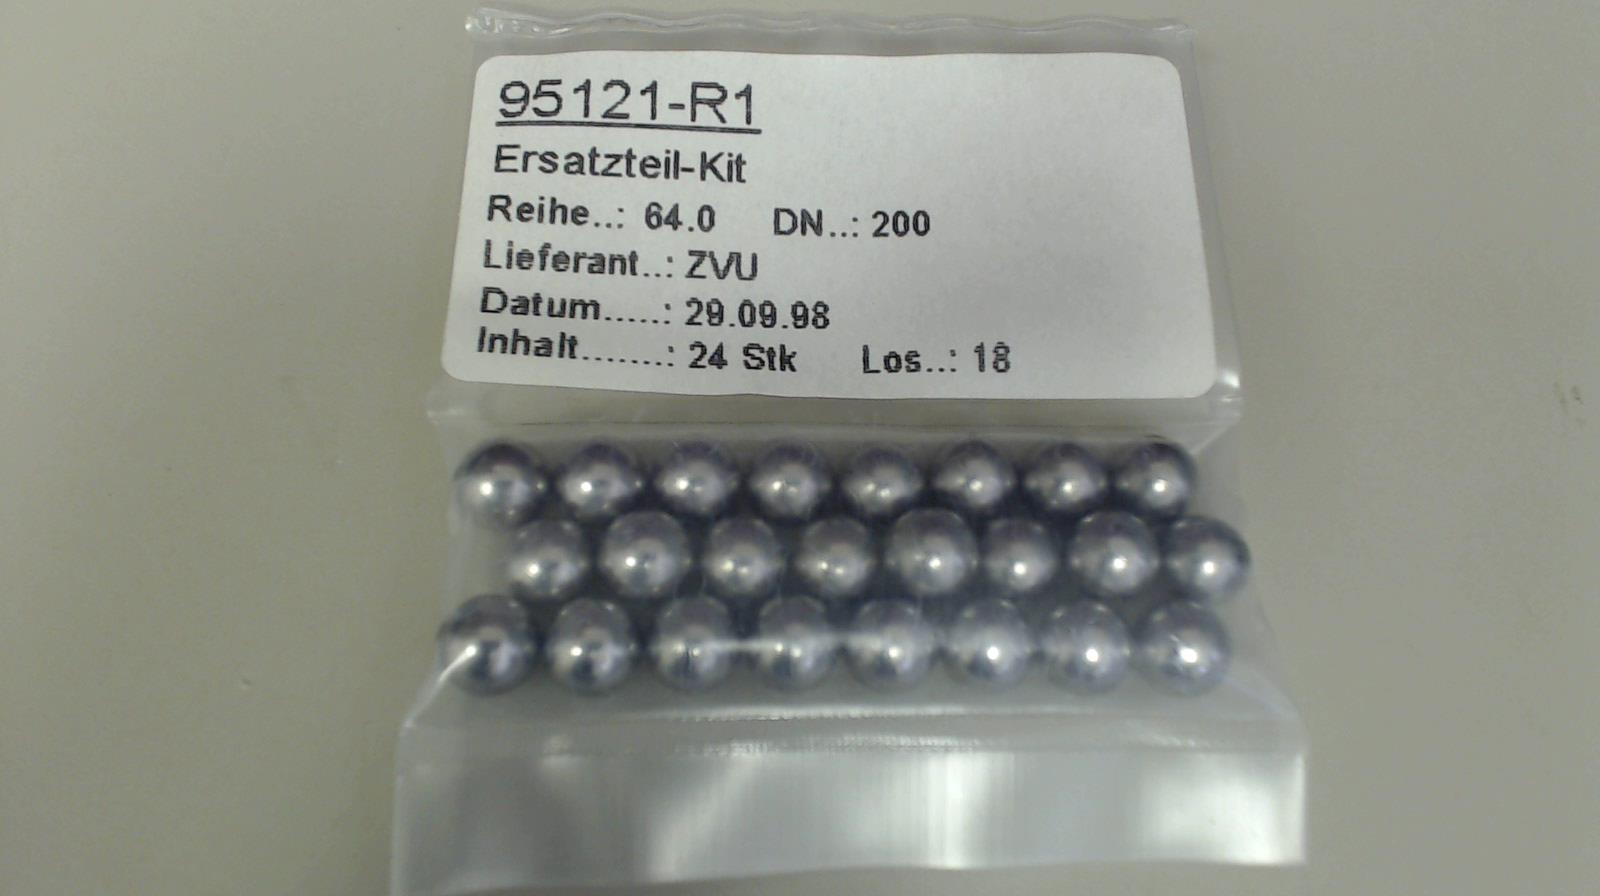 95121-R1
Ersatzteil-Kit
Reihe..: 64.0 DN..: 200
Lieferant..: ZVU
Datum.....: 29.09.98
Inhalt.......: 24 Stk Los..: 18